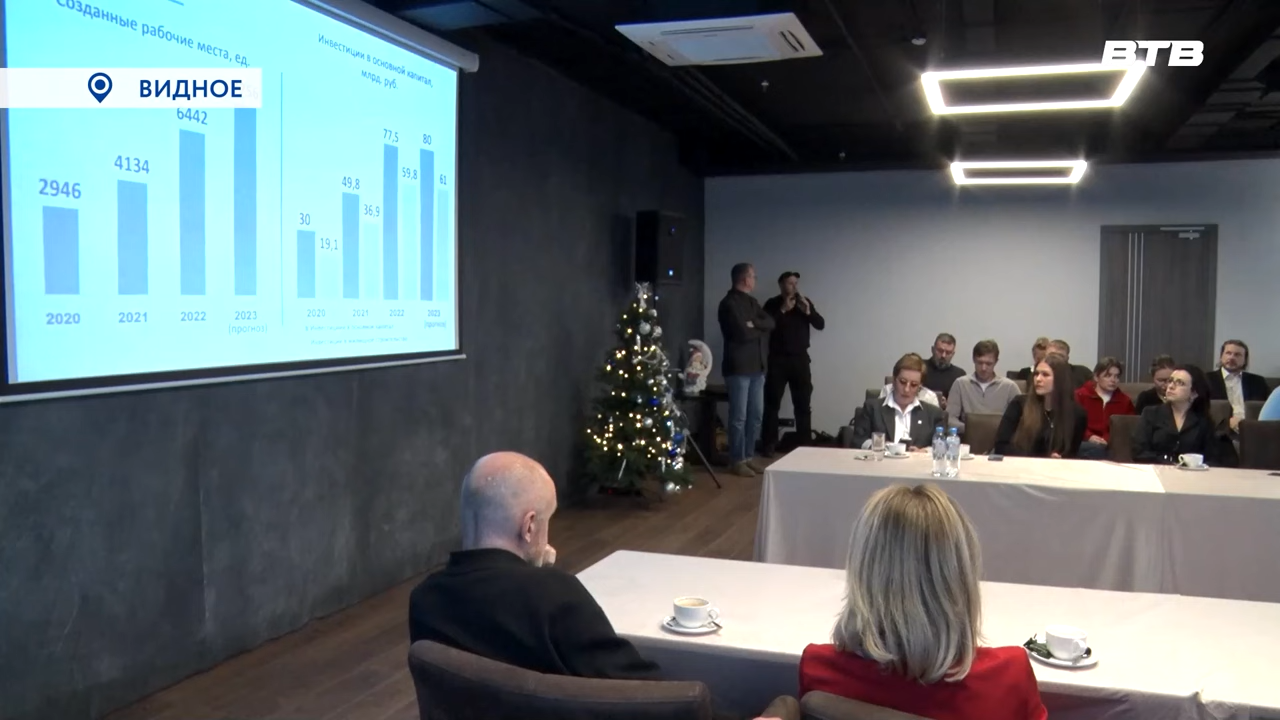 Созданные рабочие места, ед.
Инвестиции в основной капитал,
млрд. руб.
ВТВ
ВИДНОЕ
2946
4134
6442
30
19,1
49,8
36,9
77,5
59,8
80
61
2020
2021
2022
2023
(прогноз)
2020
2021
2022
2023
(прогноз)